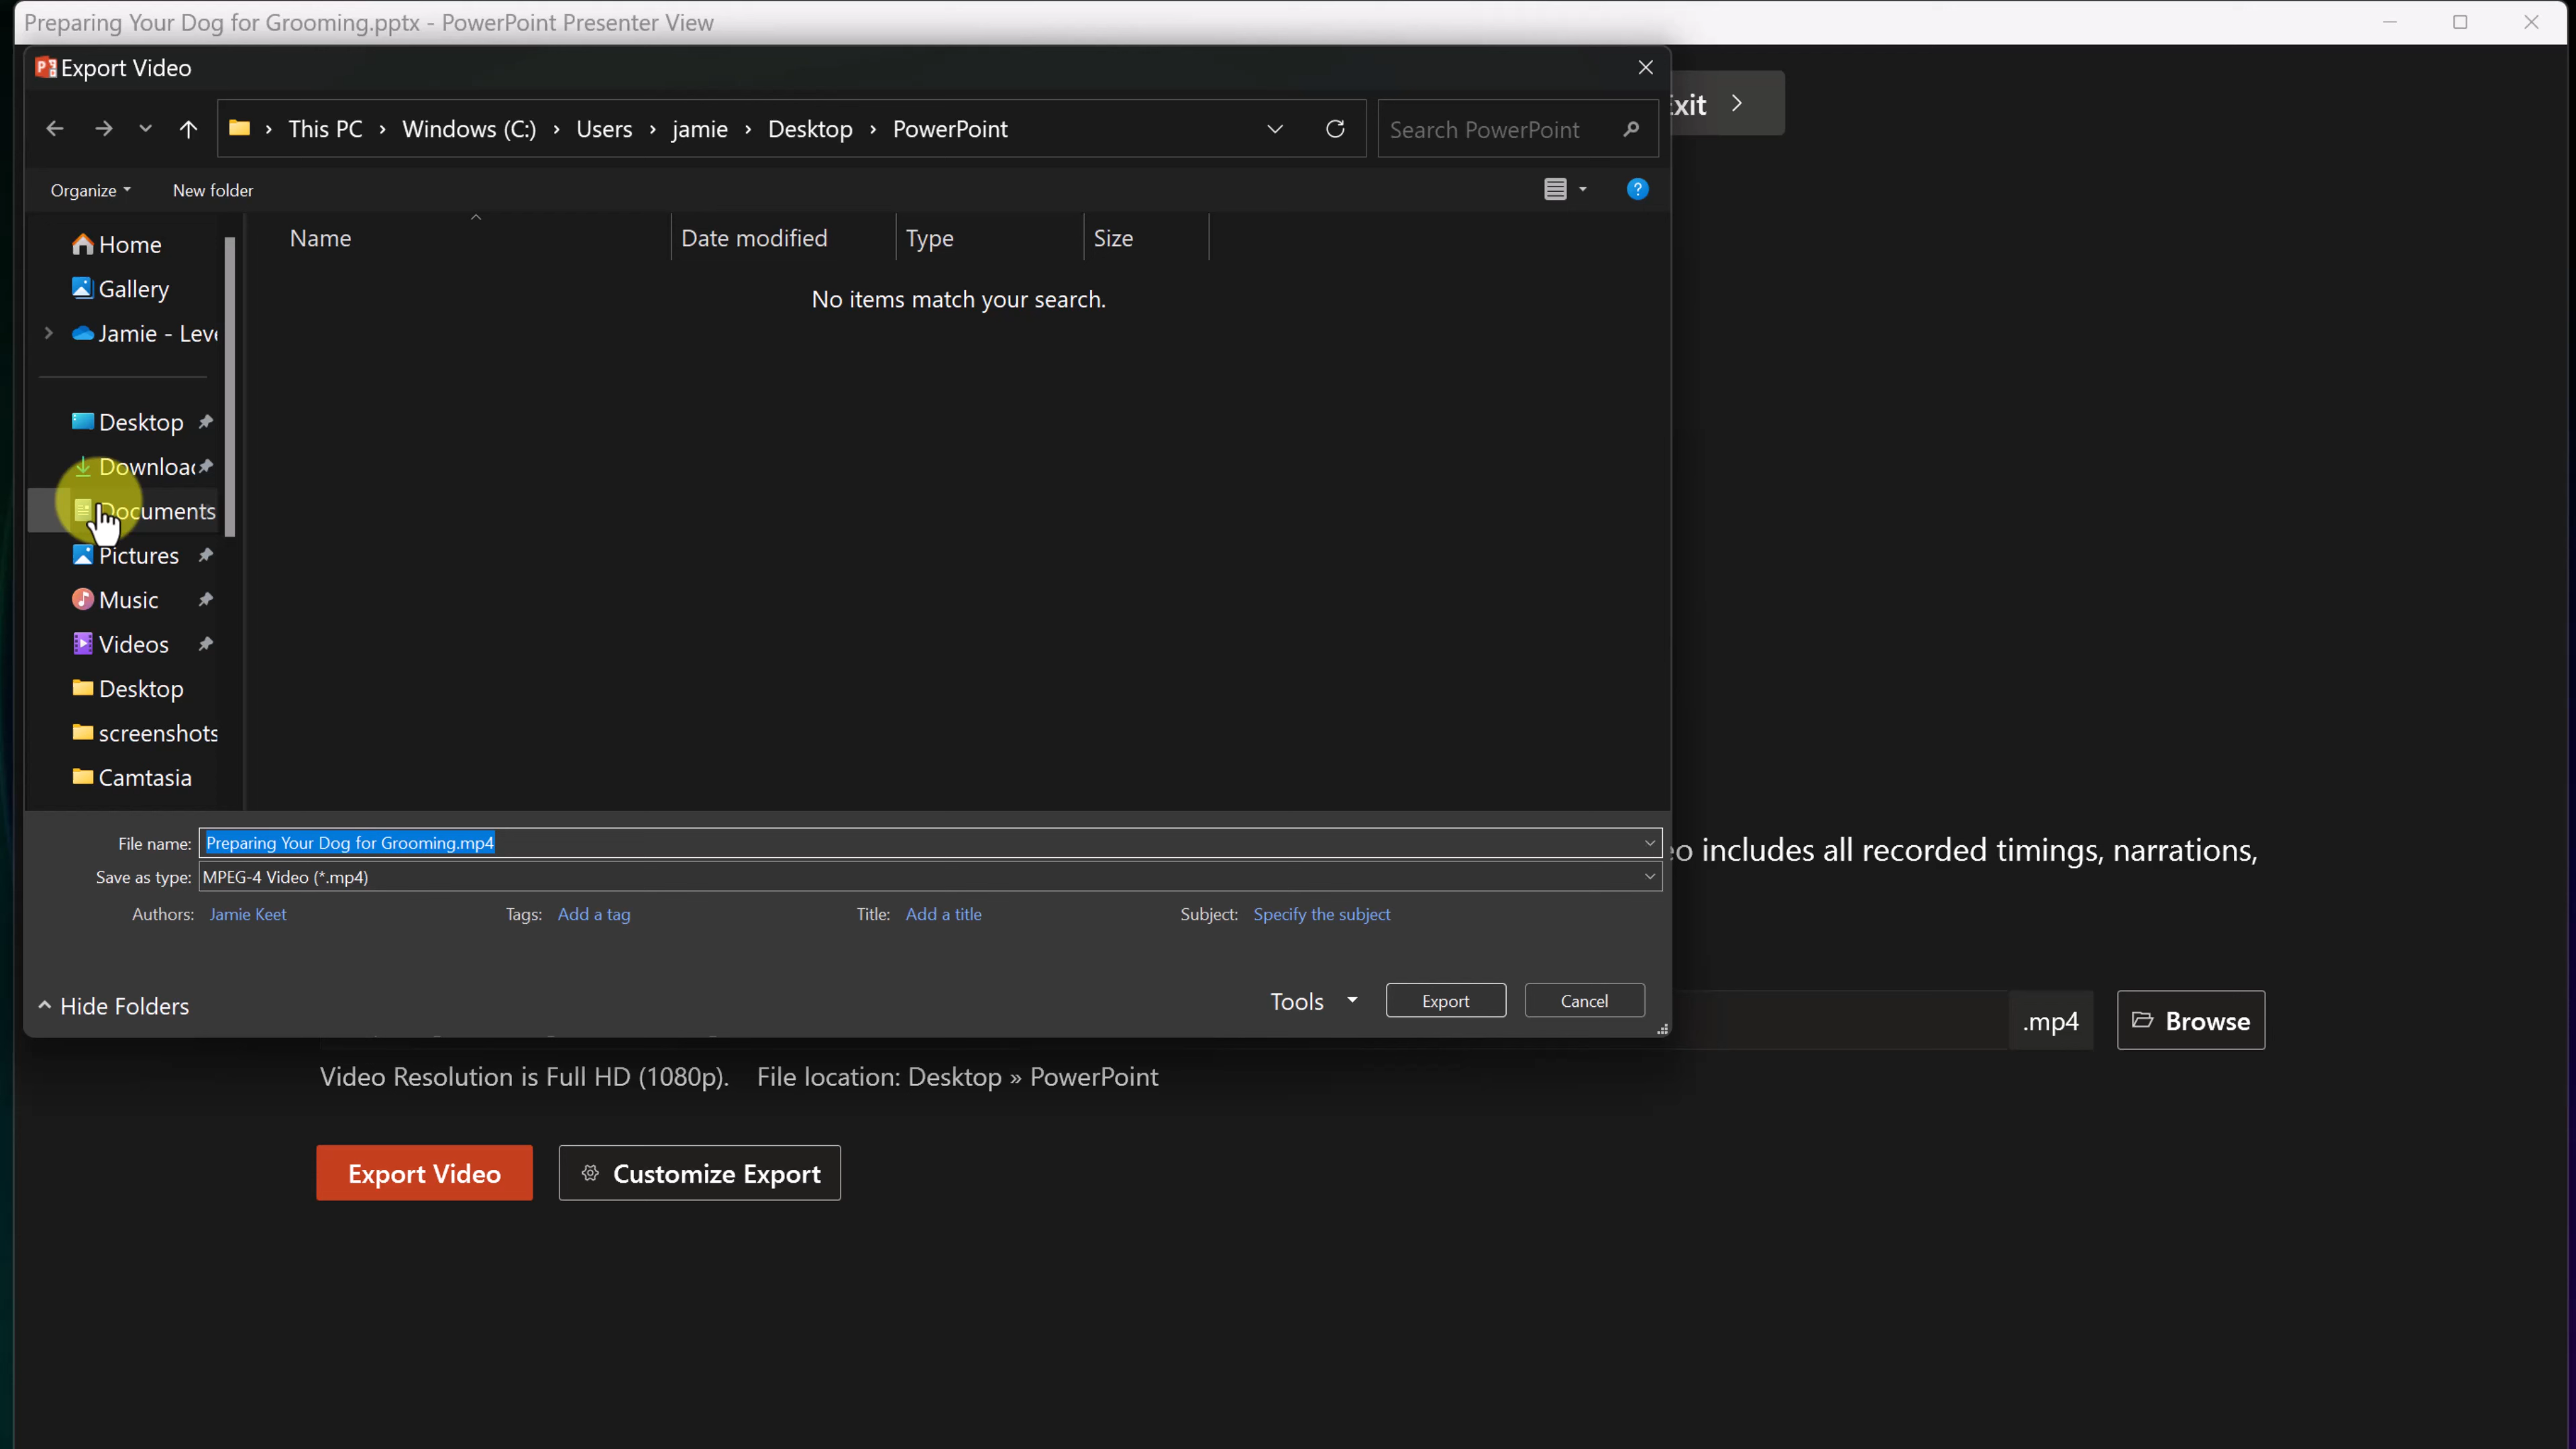 Preparing Your Dog for Grooming.pptx - PowerPoint Presenter View
Export Video
This PC › Windows (C:) › Users › jamie › Desktop › PowerPoint
Search PowerPoint
Exit
Organize
New folder
Name
Date modified
Type
Size
No items match your search.
Home
Gallery
Jamie - Leve
Desktop
Downloa
Documents
Pictures
Music
Videos
Desktop
screenshots
Camtasia
File name: Preparing Your Dog for Grooming.mp4
Save as type: MPEG-4 Video (*.mp4)
Authors: Jamie Keet
Tags: Add a tag
Title: Add a title
Subject: Specify the subject
Hide Folders
Tools
Export
Cancel
includes all recorded timings, narrations,
.mp4
Browse
Video Resolution is Full HD (1080p). File location: Desktop » PowerPoint
Export Video
Customize Export